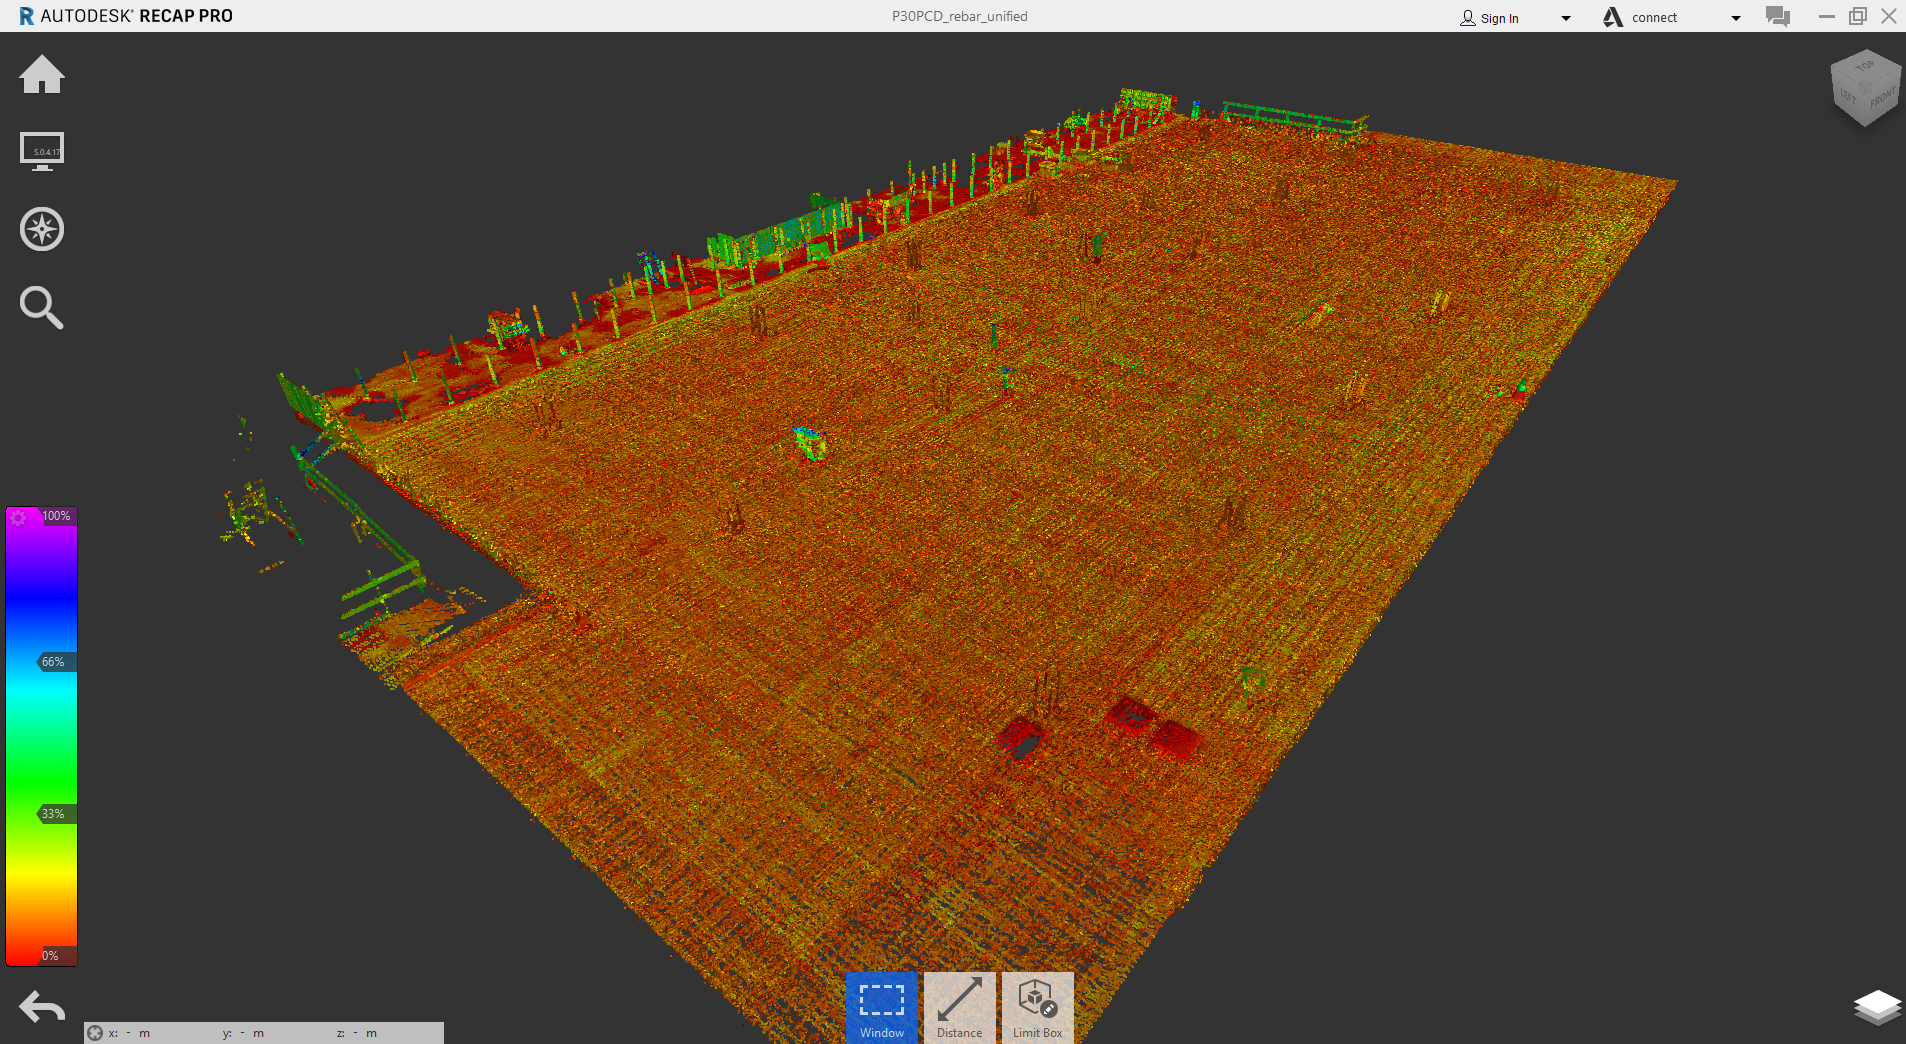 AUTODESK® RECAP PRO
P30PCD_rebar_unified
Sign In
connect
TOP
LEFT
FRONT
5.0.4.17
100%
66%
33%
0%
x: - m
y: - m
z: - m
Window
Distance
Limit Box